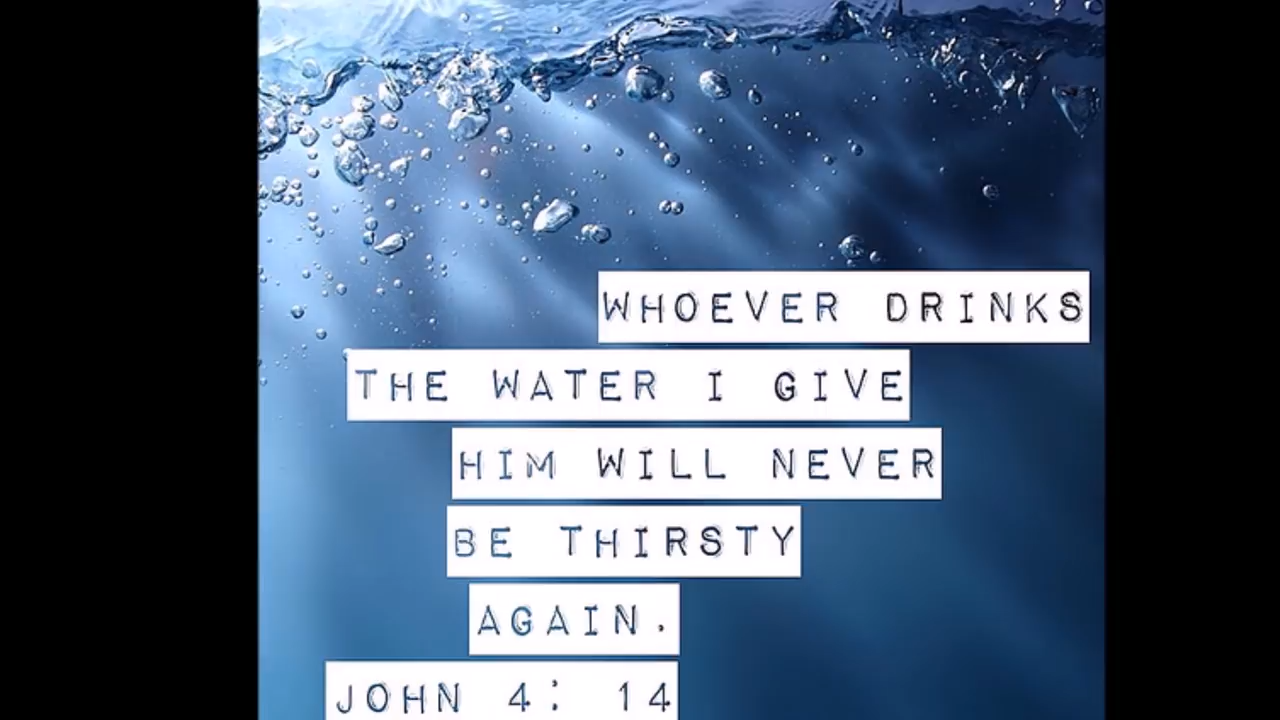 WHOEVER DRINKS
THE WATER I GIVE
HIM WILL NEVER
BE THIRSTY
AGAIN.
JOHN 4: 14